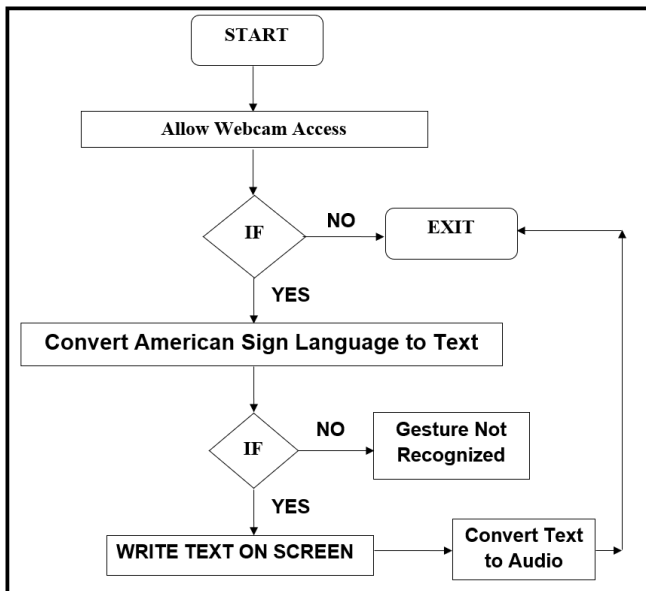 START
Allow Webcam Access
IF
NO
EXIT
YES
Convert American Sign Language to Text
IF
NO
Gesture Not
Recognized
YES
WRITE TEXT ON SCREEN
Convert Text
to Audio